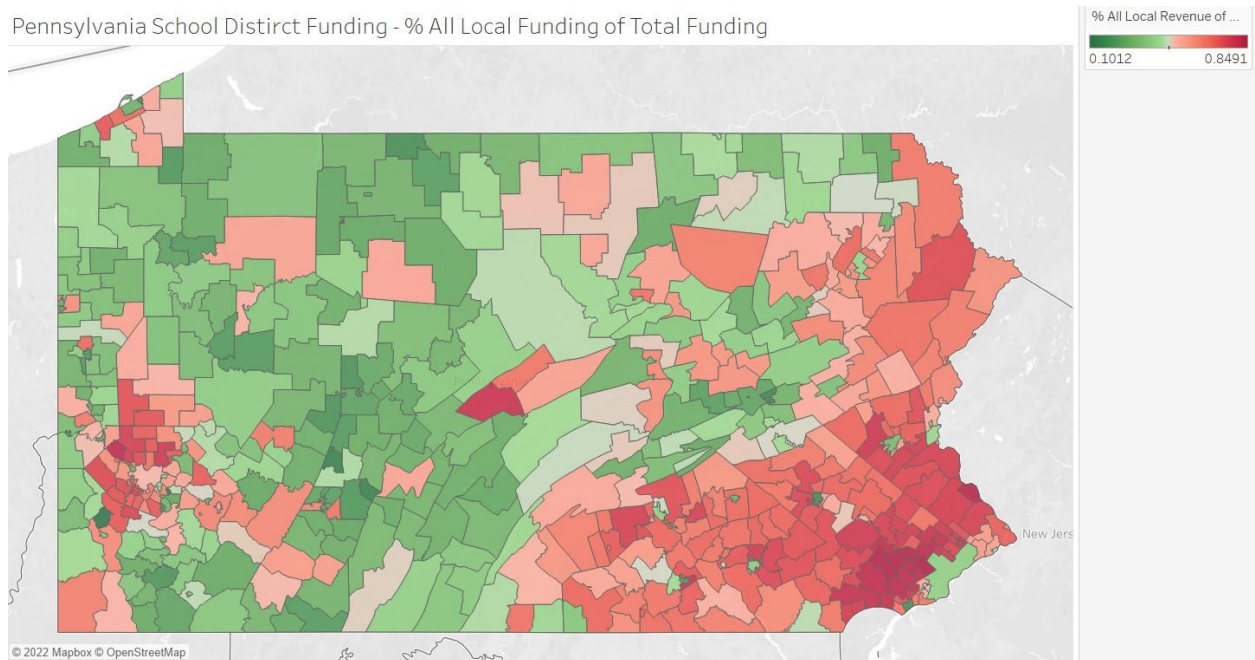 Pennsylvania School Distirct Funding - % All Local Funding of Total Funding
% All Local Revenue of ...
0.1012 0.8491
New Jers
© 2022 Mapbox © OpenStreetMap